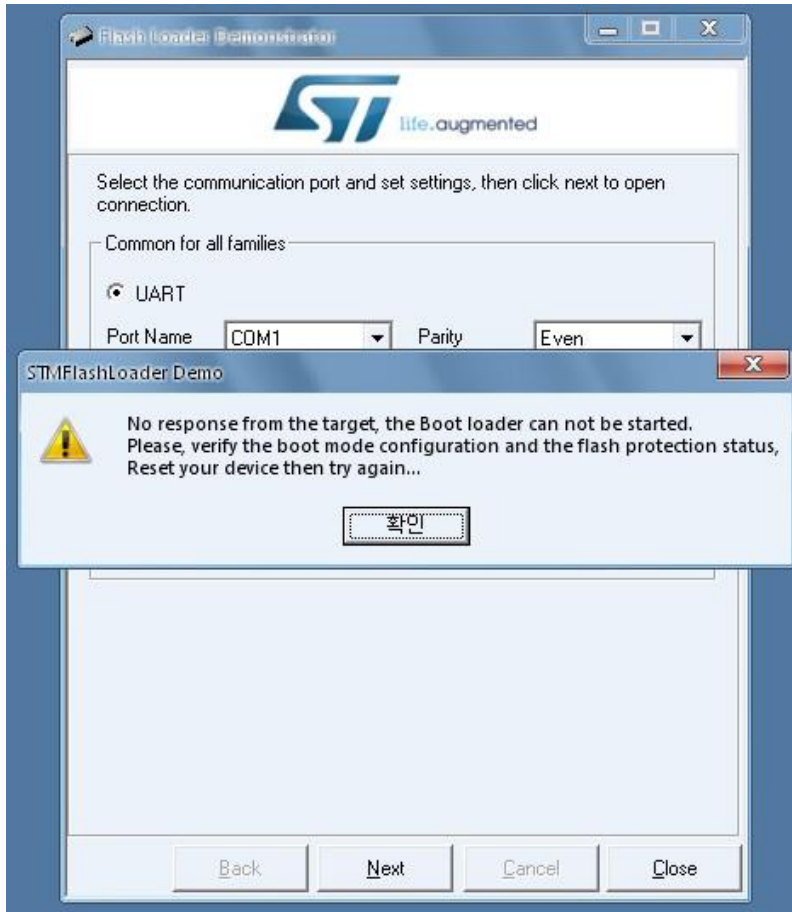 Flash Loader Demonstrator
ST life.augmented
Select the communication port and set settings, then click next to open
connection.
Common for all families
UART
Port Name COM1 Parity Even
STMFlashLoader Demo
No response from the target, the Boot loader can not be started.
Please, verify the boot mode configuration and the flash protection status,
Reset your device then try again...
확인
Back Next Cancel Close